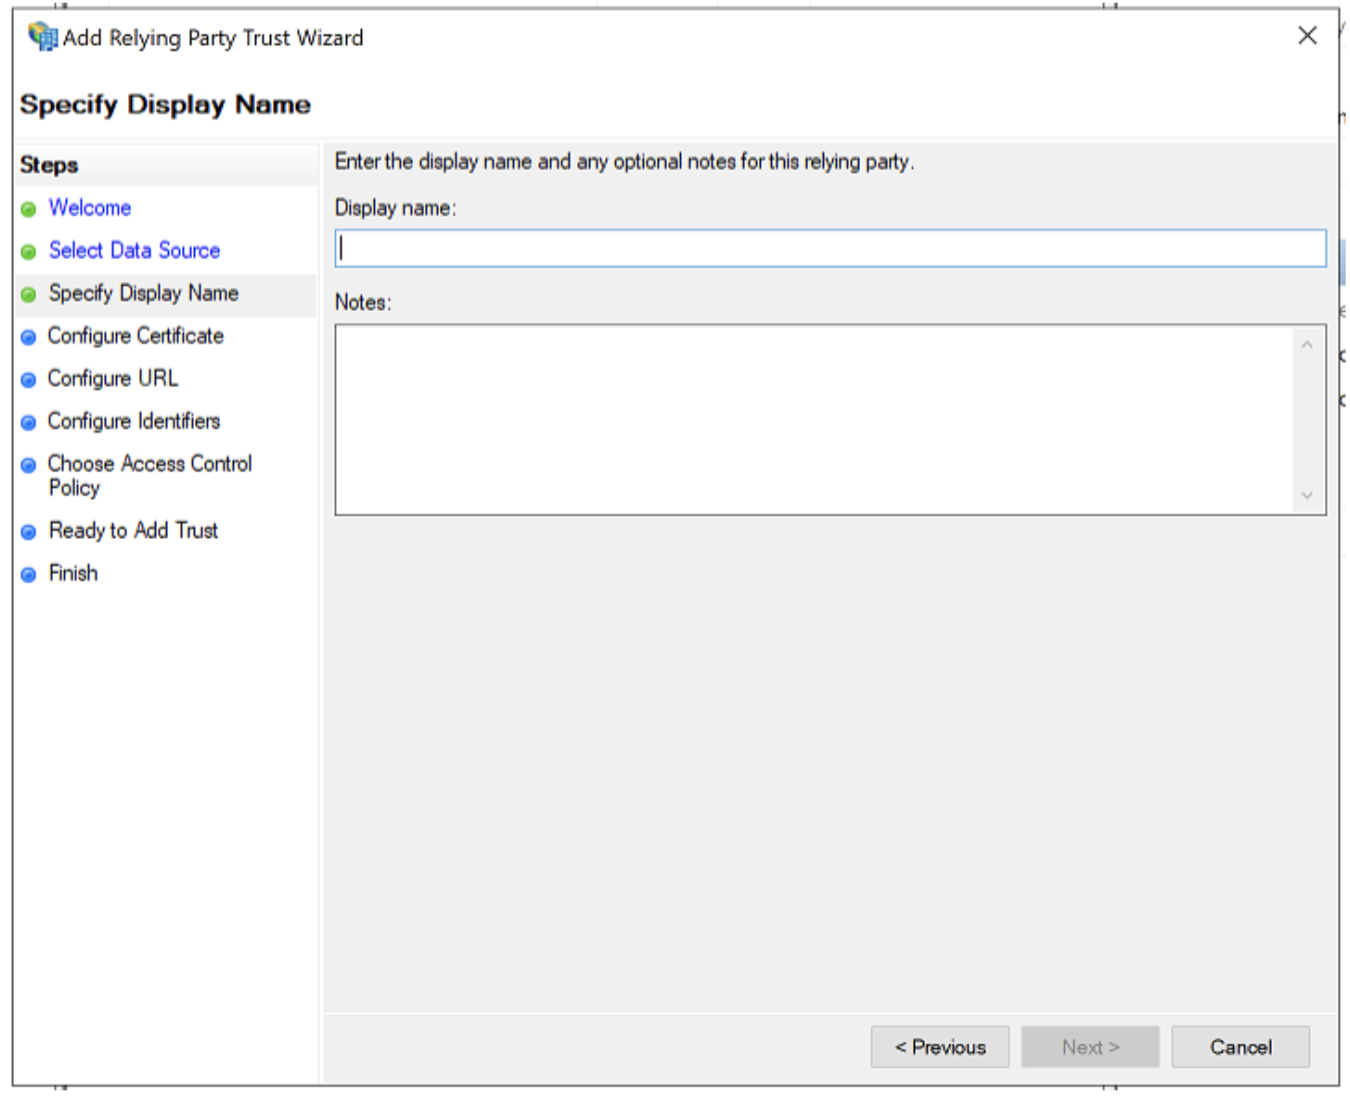 Add Relying Party Trust Wizard
Specify Display Name
Steps
Welcome
Select Data Source
Specify Display Name
Configure Certificate
Configure URL
Configure Identifiers
Choose Access Control
Policy
Ready to Add Trust
Finish
Enter the display name and any optional notes for this relying party.
Display name:
Notes:
< Previous
Next >
Cancel